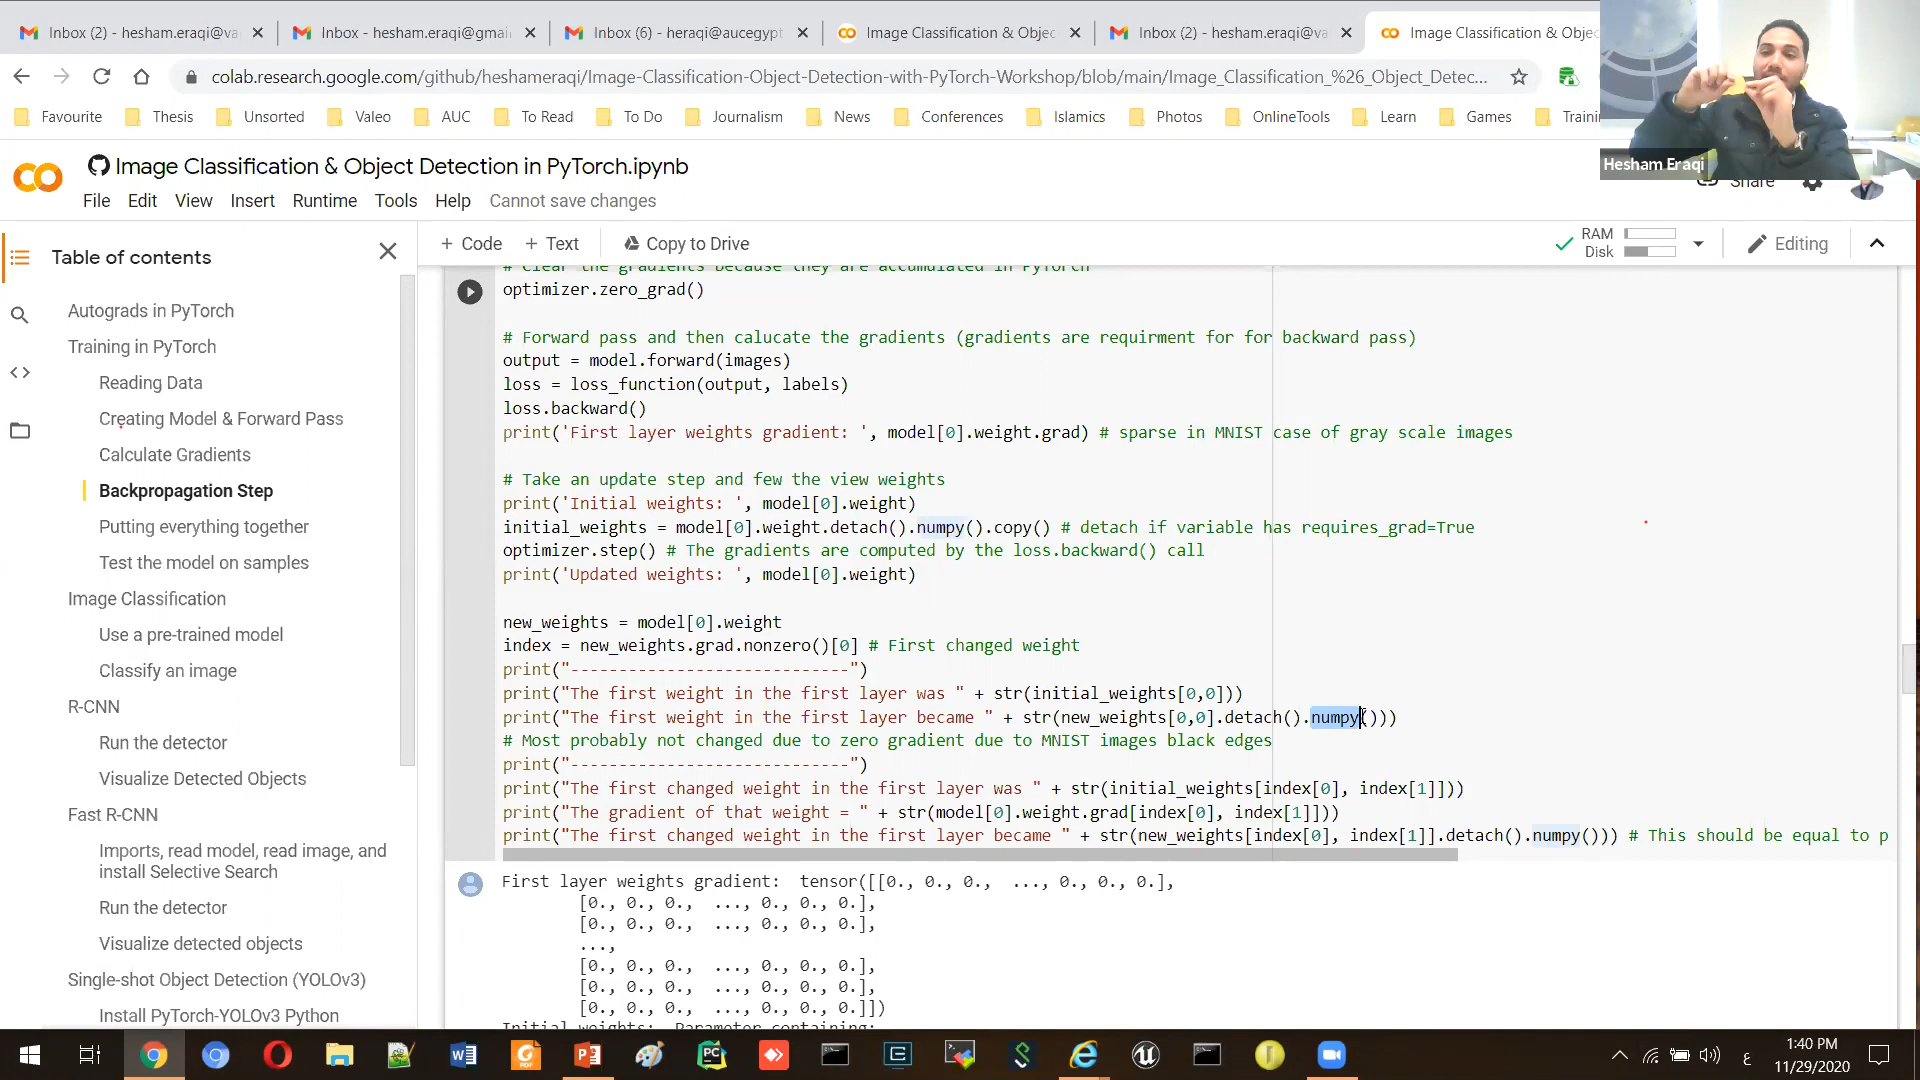 Inbox (2) - hesham.eraqi@va
Inbox - hesham.eraqi@gmai
Inbox (6) - heraqi@aucegypt
Image Classification & Objec
Inbox (2) - hesham.eraqi@va
Image Classification & Objec
colab.research.google.com/github/heshameraqi/Image-Classification-Object-Detection-with-PyTorch-Workshop/blob/main/Image_Classification_%26_Object_Detec...
Favourite
Thesis
Unsorted
Valeo
AUC
To Read
To Do
Journalism
News
Conferences
Islamics
Photos
OnlineTools
Learn
Games
Traini
Hesham Eraqi
Image Classification & Object Detection in PyTorch.ipynb
Share
File Edit View Insert Runtime Tools Help Cannot save changes
+ Code + Text Copy to Drive
RAM
Disk
Editing
Table of contents
Autograds in PyTorch
Training in PyTorch
Reading Data
Creating Model & Forward Pass
Calculate Gradients
Backpropagation Step
Putting everything together
Test the model on samples
Image Classification
Use a pre-trained model
Classify an image
R-CNN
Run the detector
Visualize Detected Objects
Fast R-CNN
Imports, read model, read image, and
install Selective Search
Run the detector
Visualize detected objects
Single-shot Object Detection (YOLOv3)
Install PyTorch-YOLOv3 Python
# Clear the gradients because they are accumulated in PyTorch
optimizer.zero_grad()
# Forward pass and then calucate the gradients (gradients are requirment for for backward pass)
output = model.forward(images)
loss = loss_function(output, labels)
loss.backward()
print('First layer weights gradient: ', model[0].weight.grad) # sparse in MNIST case of gray scale images
# Take an update step and few the view weights
print('Initial weights: ', model[0].weight)
initial_weights = model[0].weight.detach().numpy().copy() # detach if variable has requires_grad=True
optimizer.step() # The gradients are computed by the loss.backward() call
print('Updated weights: ', model[0].weight)
new_weights = model[0].weight
index = new_weights.grad.nonzero()[0] # First changed weight
print("-----------------------------")
print("The first weight in the first layer was " + str(initial_weights[0,0]))
print("The first weight in the first layer became " + str(new_weights[0,0].detach().numpy()))
# Most probably not changed due to zero gradient due to MNIST images black edges
print("-----------------------------")
print("The first changed weight in the first layer was " + str(initial_weights[index[0], index[1]]))
print("The gradient of that weight = " + str(model[0].weight.grad[index[0], index[1]]))
print("The first changed weight in the first layer became " + str(new_weights[index[0], index[1]].detach().numpy())) # This should be equal to p
First layer weights gradient:  tensor([[0., 0., 0.,  ..., 0., 0., 0.],
[0., 0., 0.,  ..., 0., 0., 0.],
[0., 0., 0.,  ..., 0., 0., 0.],
...,
[0., 0., 0.,  ..., 0., 0., 0.],
[0., 0., 0.,  ..., 0., 0., 0.],
[0., 0., 0.,  ..., 0., 0., 0.]])
Initial weights:  Parameter containing:
ع
1:40 PM
11/29/2020